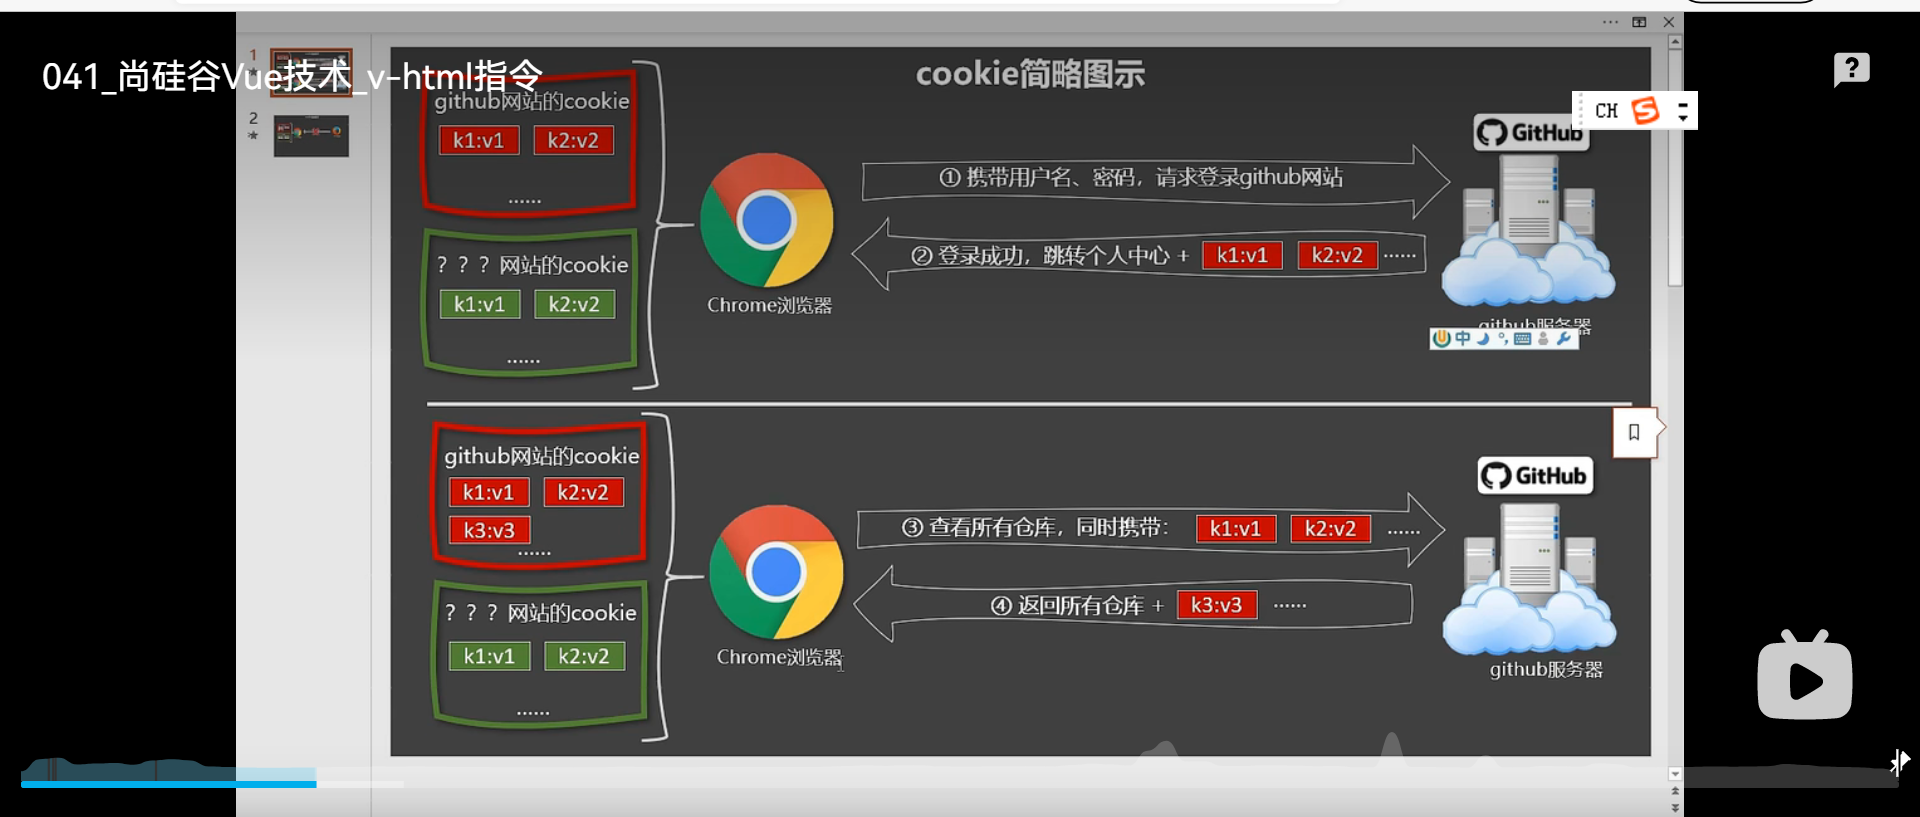 041_尚硅谷Vue技术_v-html指令
1
2
cookie简略图示
github网站的cookie
k1:v1 k2:v2
......
? ? ? 网站的cookie
k1:v1 k2:v2
......
Chrome浏览器
① 携带用户名、密码，请求登录github网站
② 登录成功，跳转个人中心 + k1:v1 k2:v2 ......
GitHub
CH
github服务器
中
github网站的cookie
k1:v1 k2:v2
k3:v3
......
? ? ? 网站的cookie
k1:v1 k2:v2
......
Chrome浏览器
③ 查看所有仓库，同时携带： k1:v1 k2:v2 ......
④ 返回所有仓库 + k3:v3 ......
GitHub
github服务器